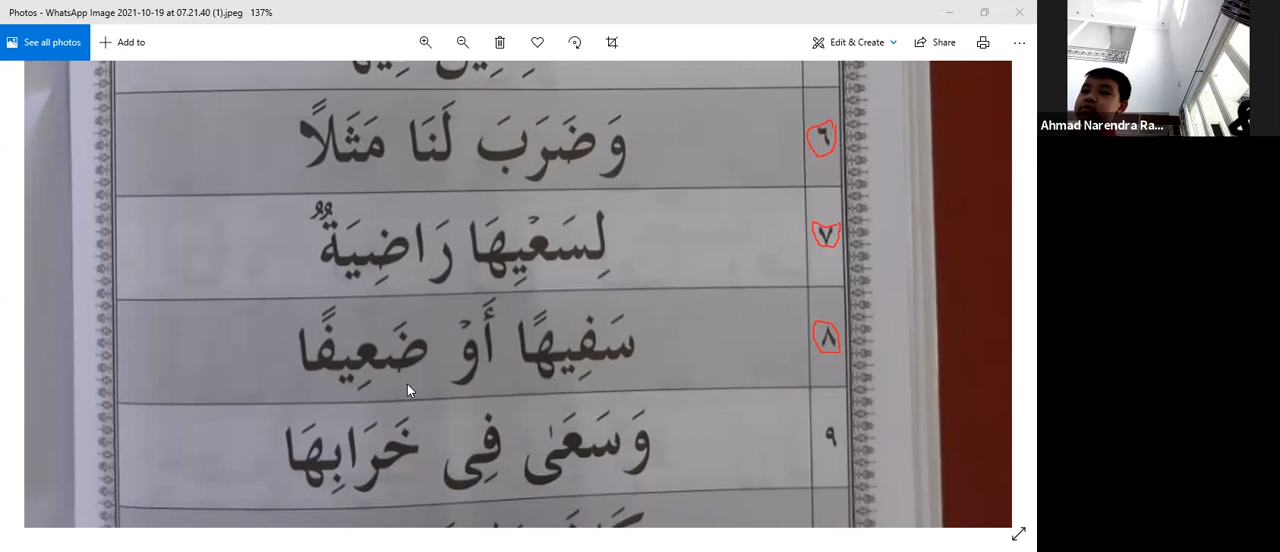 Photos - WhatsApp Image 2021-10-19 at 07.21.40 (1).jpeg 137%
See all photos
Add to
Edit & Create
Share
Ahmad Narendra Ra...
٦ وَضَرَبَ لَنَا مَثَلًا
٧ لِسَعْيِهَا رَاضِيَةٌ
٨ سَفِيهًا أَوْ ضَعِيفًا
٩ وَسَعَىٰ فِى خَرَابِهَا